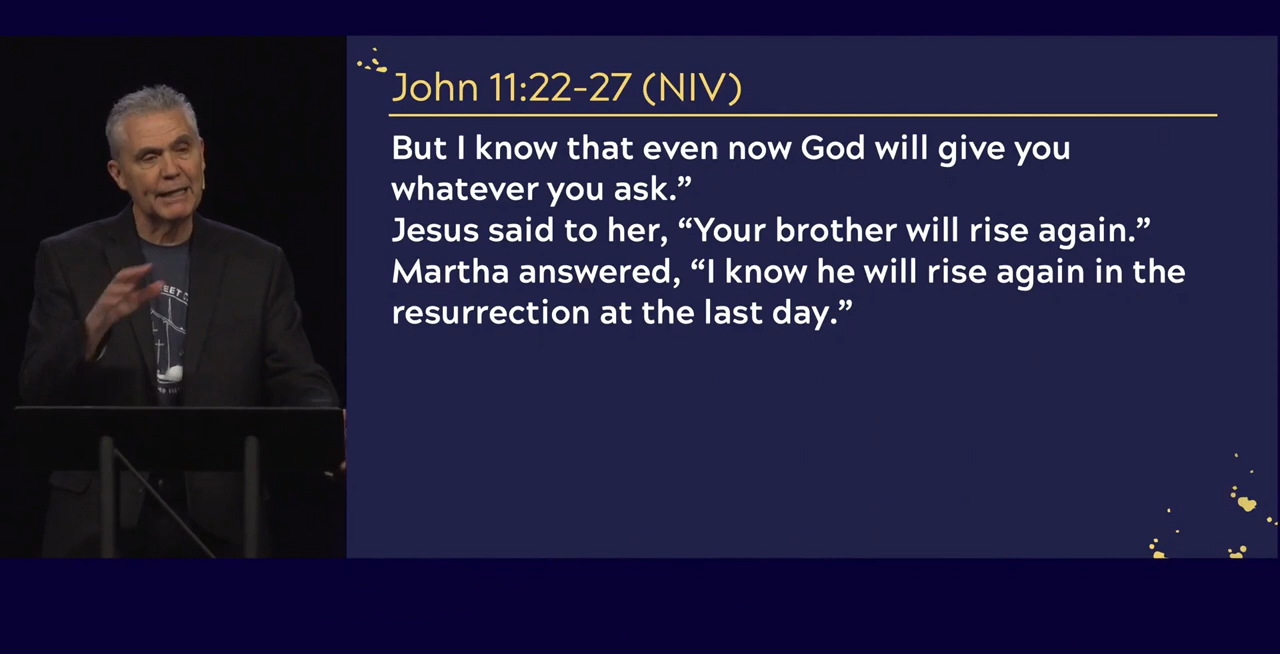 John 11:22-27 (NIV)
But I know that even now God will give you
whatever you ask.”
Jesus said to her, “Your brother will rise again.”
Martha answered, “I know he will rise again in the
resurrection at the last day.”